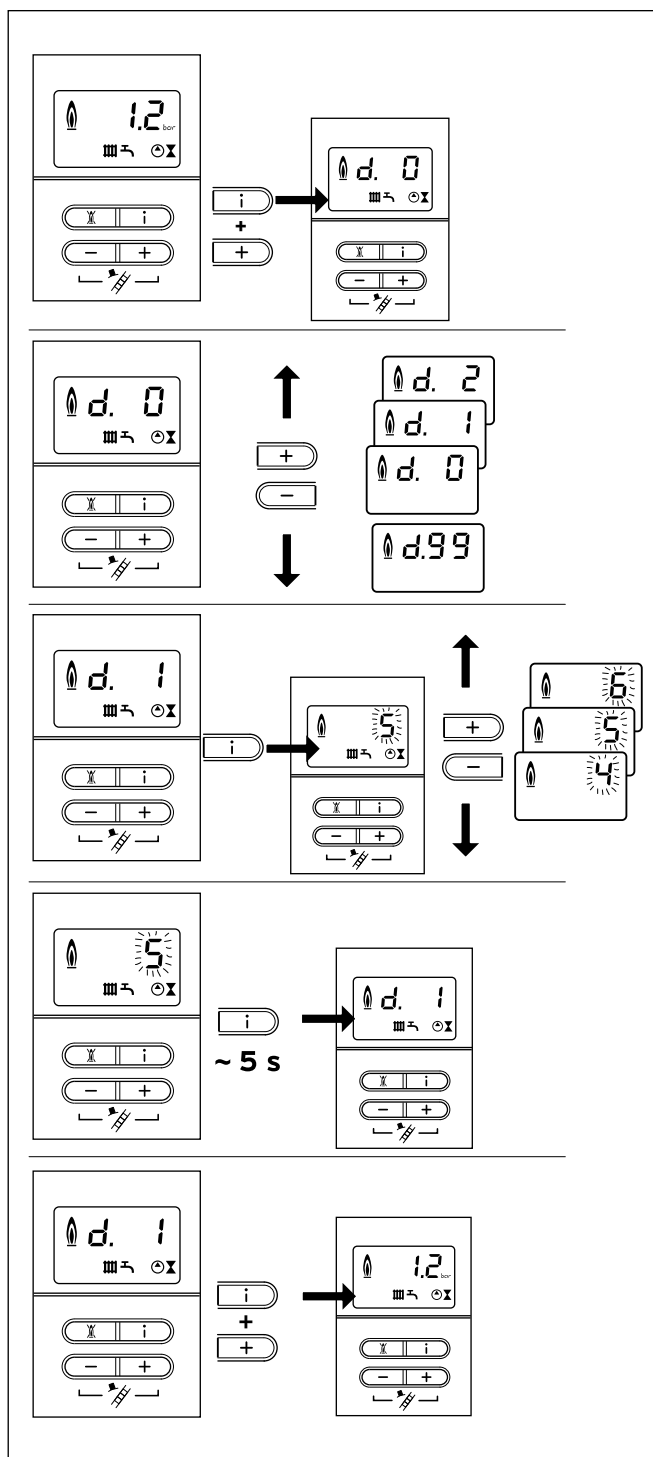 1.2 bar
d. 0
i
i
+
+
- +
i
- +
d. 0
i
- +
+
-
d. 2
d. 1
d. 0
d.99
d. 1
i
- +
i
5
i
- +
+
-
6
5
4
5
i
- +
i
~ 5 s
d. 1
i
- +
d. 1
i
- +
i
+
+
1.2 bar
i
- +